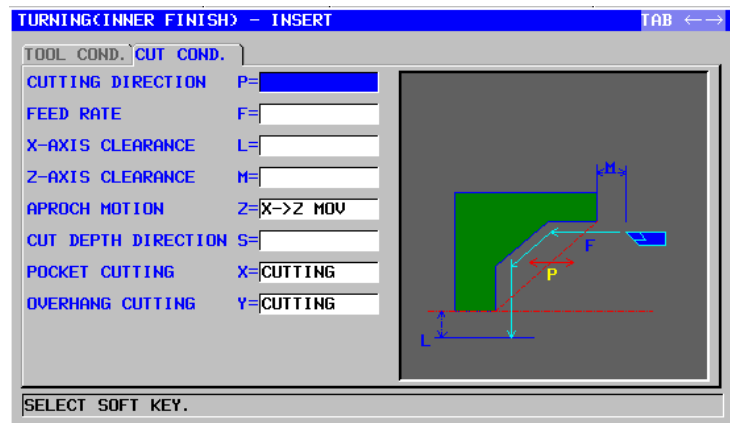 TURNING(INNER FINISH) - INSERT TAB ←→
TOOL COND. CUT COND.
CUTTING DIRECTION P=
FEED RATE F=
X-AXIS CLEARANCE L=
Z-AXIS CLEARANCE M=
APROCH MOTION Z=X->Z MOV
CUT DEPTH DIRECTION S=
POCKET CUTTING X=CUTTING
OVERHANG CUTTING Y=CUTTING
M
F
P
L
SELECT SOFT KEY.